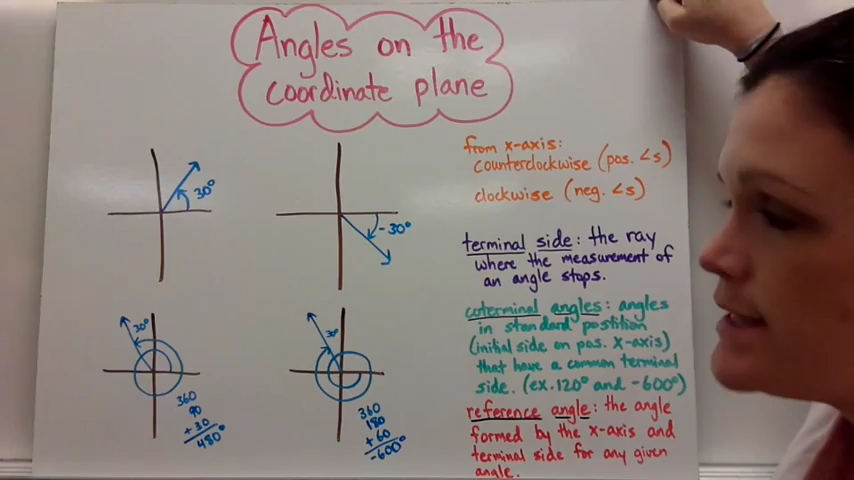 Angles on the
coordinate plane
30°
-30°
from x-axis:
counterclockwise (pos. ∠s)
clockwise (neg. ∠s)
terminal side: the ray
where the measurement of
an angle stops.
30°
360
90
+30
480°
30°
360
180
+60
-600°
coterminal angles: angles
in standard postition
(initial side on pos. x-axis)
that have a common terminal
side. (ex. 120° and -600°)
reference angle: the angle
formed by the x-axis and
terminal side for any given
angle.